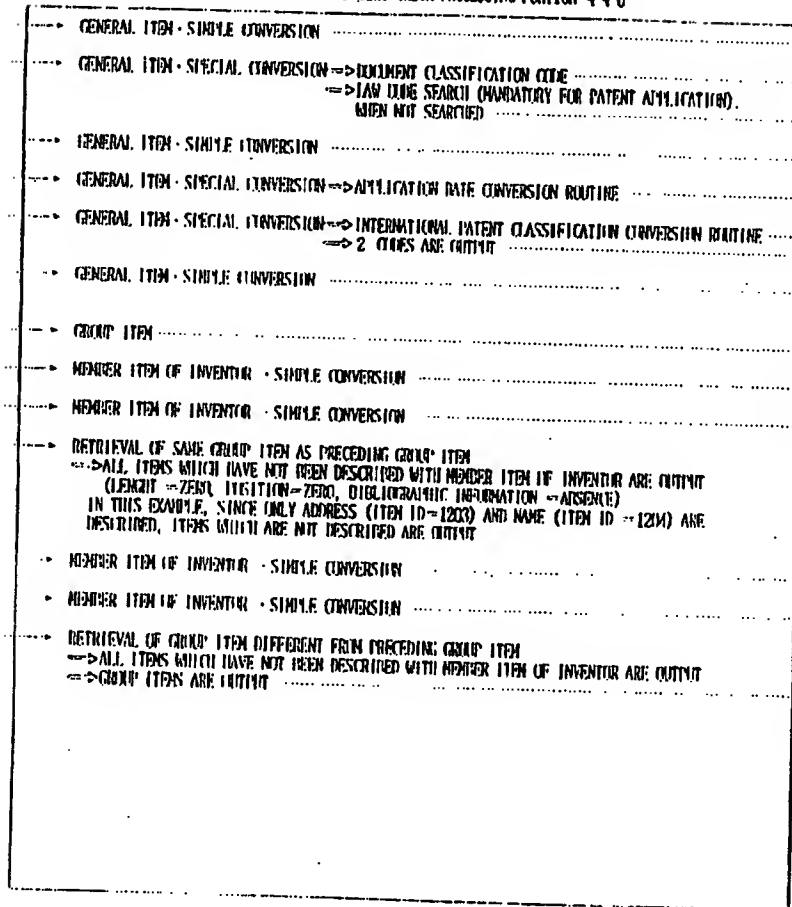 GENERAL ITEM · SIMPLE CONVERSION
GENERAL ITEM · SPECIAL CONVERSION =>DOCUMENT CLASSIFICATION CODE
=>LAW CODE SEARCH (MANDATORY FOR PATENT APPLICATION).
WHEN NOT SEARCHED
GENERAL ITEM · SIMPLE CONVERSION
GENERAL ITEM · SPECIAL CONVERSION =>APPLICATION DATE CONVERSION ROUTINE
GENERAL ITEM · SPECIAL CONVERSION =>INTERNATIONAL PATENT CLASSIFICATION CONVERSION ROUTINE
=>2 CODES ARE OUTPUT
GENERAL ITEM · SIMPLE CONVERSION
GROUP ITEM
MEMBER ITEM OF INVENTOR · SIMPLE CONVERSION
MEMBER ITEM OF INVENTOR · SIMPLE CONVERSION
RETRIEVAL OF SAME GROUP ITEM AS PRECEDING GROUP ITEM
=>ALL ITEMS WHICH HAVE NOT BEEN DESCRIBED WITH MEMBER ITEM OF INVENTOR ARE OUTPUT
(LENGTH =ZERO, POSITION=ZERO, BIBLIOGRAPHIC INFORMATION =ABSENCE)
IN THIS EXAMPLE, SINCE ONLY ADDRESS (ITEM ID=1203) AND NAME (ITEM ID =1204) ARE
DESCRIBED, ITEMS WHICH ARE NOT DESCRIBED ARE OUTPUT
MEMBER ITEM OF INVENTOR · SIMPLE CONVERSION
MEMBER ITEM OF INVENTOR · SIMPLE CONVERSION
RETRIEVAL OF GROUP ITEM DIFFERENT FROM PRECEDING GROUP ITEM
=>ALL ITEMS WHICH HAVE NOT BEEN DESCRIBED WITH MEMBER ITEM OF INVENTOR ARE OUTPUT
=>GROUP ITEMS ARE OUTPUT